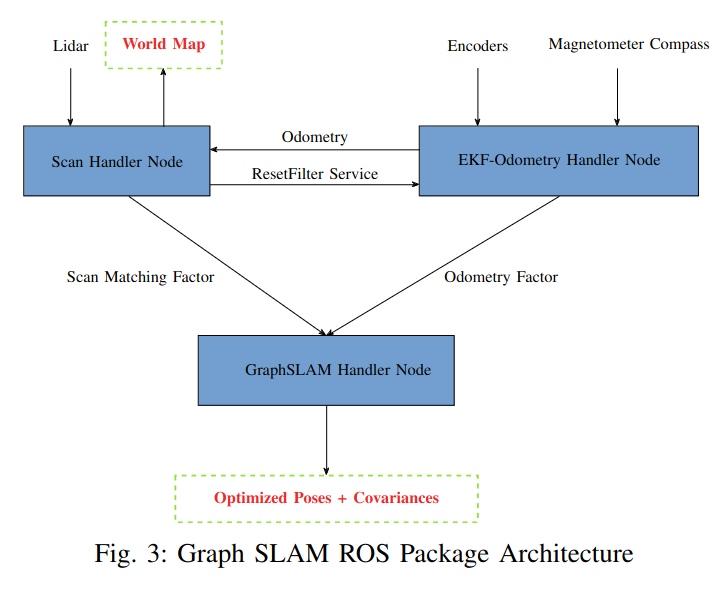 Lidar
World Map
Encoders
Magnetometer Compass
Scan Handler Node
Odometry
ResetFilter Service
EKF-Odometry Handler Node
Scan Matching Factor
Odometry Factor
GraphSLAM Handler Node
Optimized Poses + Covariances
Fig. 3: Graph SLAM ROS Package Architecture